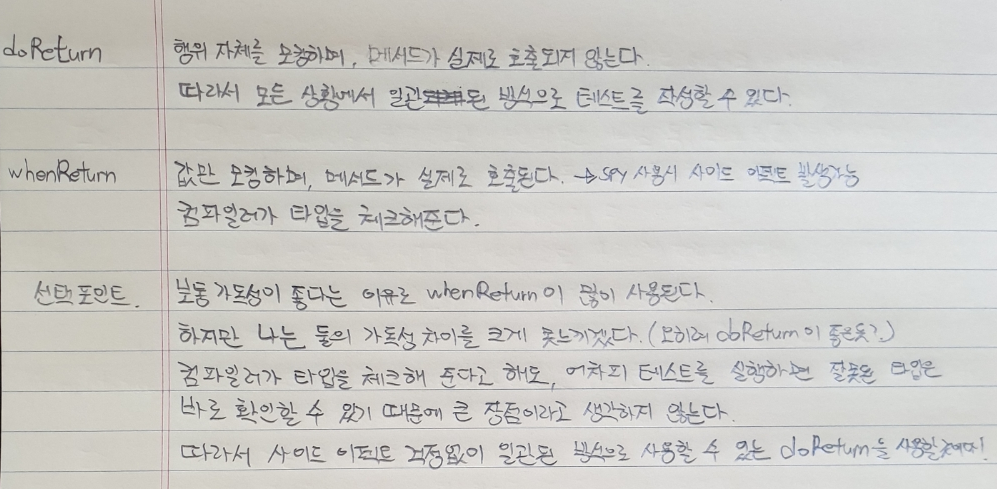 doReturn 행위 자체를 모킹하며, 메서드가 실제로 호출되지 않는다.
따라서 모든 상황에서 일관된 방식으로 테스트를 작성할 수 있다.
whenReturn 값만 모킹하며, 메서드가 실제로 호출된다. → SPY 사용시 사이드 이펙트 발생가능
컴파일러가 타입을 체크해준다.
선택포인트. 보통 가독성이 좋다는 이유로 whenReturn이 많이 사용된다.
하지만 나는 둘의 가독성 차이를 크게 못느끼겠다. (오히려 doReturn이 좋은듯?)
컴파일러가 타입을 체크해 준다고 해도, 어차피 테스트를 실행하면 잘못된 타입은
바로 확인할 수 있기 때문에 큰 장점이라고 생각하지 않는다.
따라서 사이드 이펙트 걱정없이 일관된 방식으로 사용할 수 있는 doReturn을 사용할